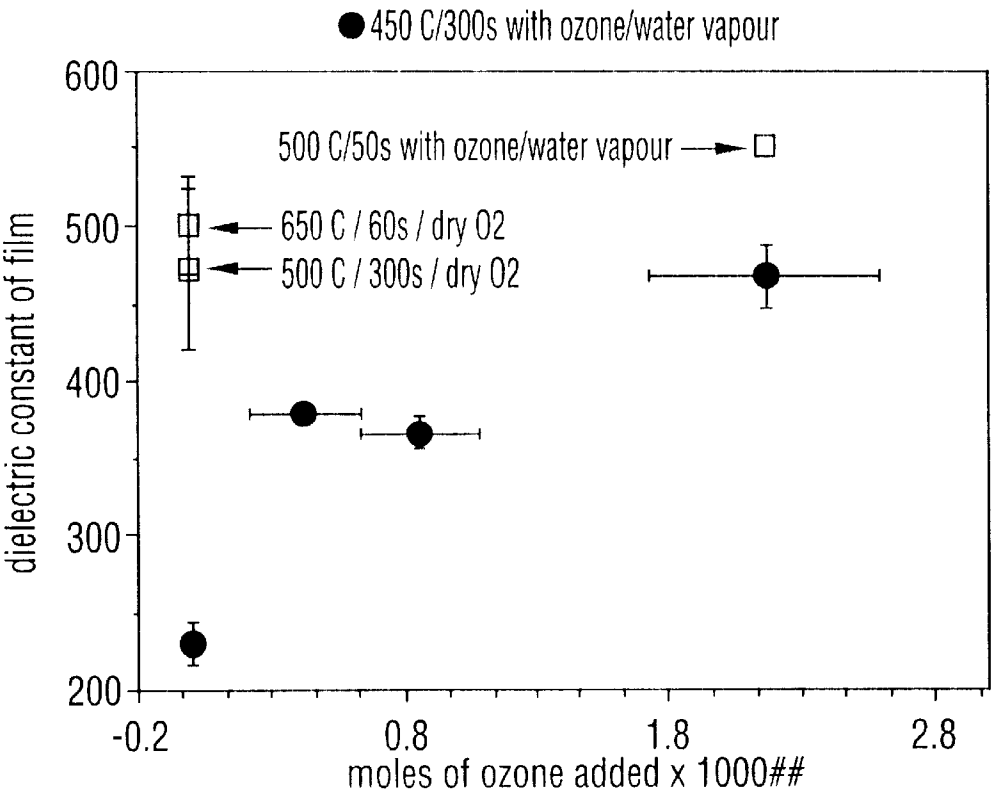 450 C/300s with ozone/water vapour
600
500 C/50s with ozone/water vapour
500
650 C / 60s / dry O2
500 C / 300s / dry O2
dielectric constant of film
400
300
200
-0.2 0.8 1.8 2.8
moles of ozone added x 1000##